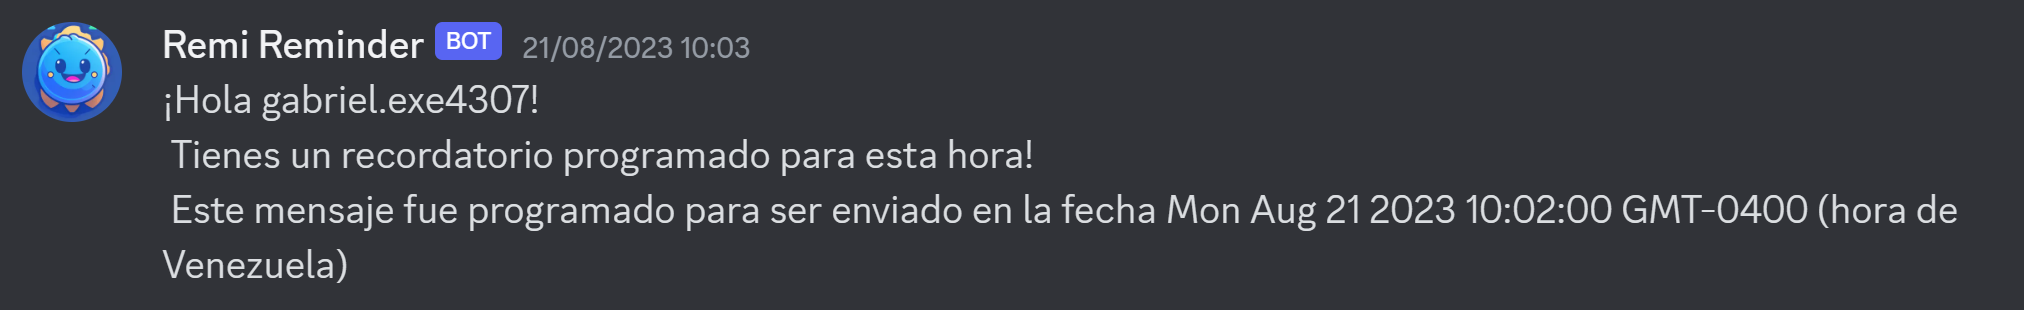 Remi Reminder BOT 21/08/2023 10:03
¡Hola gabriel.exe4307!
Tienes un recordatorio programado para esta hora!
Este mensaje fue programado para ser enviado en la fecha Mon Aug 21 2023 10:02:00 GMT-0400 (hora de
Venezuela)